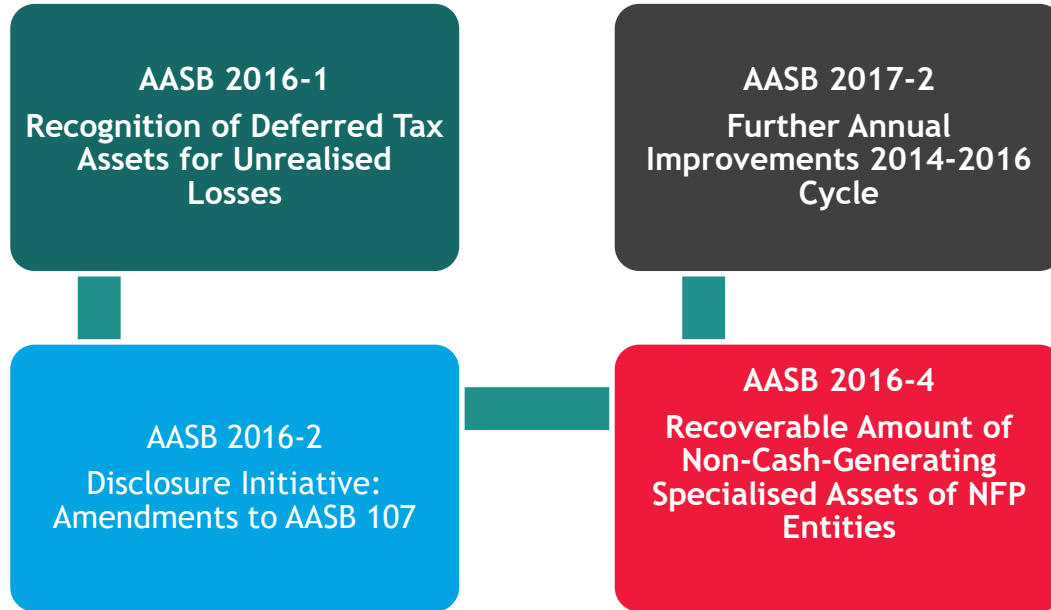 AASB 2016-1
Recognition of Deferred Tax
Assets for Unrealised
Losses
AASB 2016-2
Disclosure Initiative:
Amendments to AASB 107
AASB 2016-4
Recoverable Amount of
Non-Cash-Generating
Specialised Assets of NFP
Entities
AASB 2017-2
Further Annual
Improvements 2014-2016
Cycle